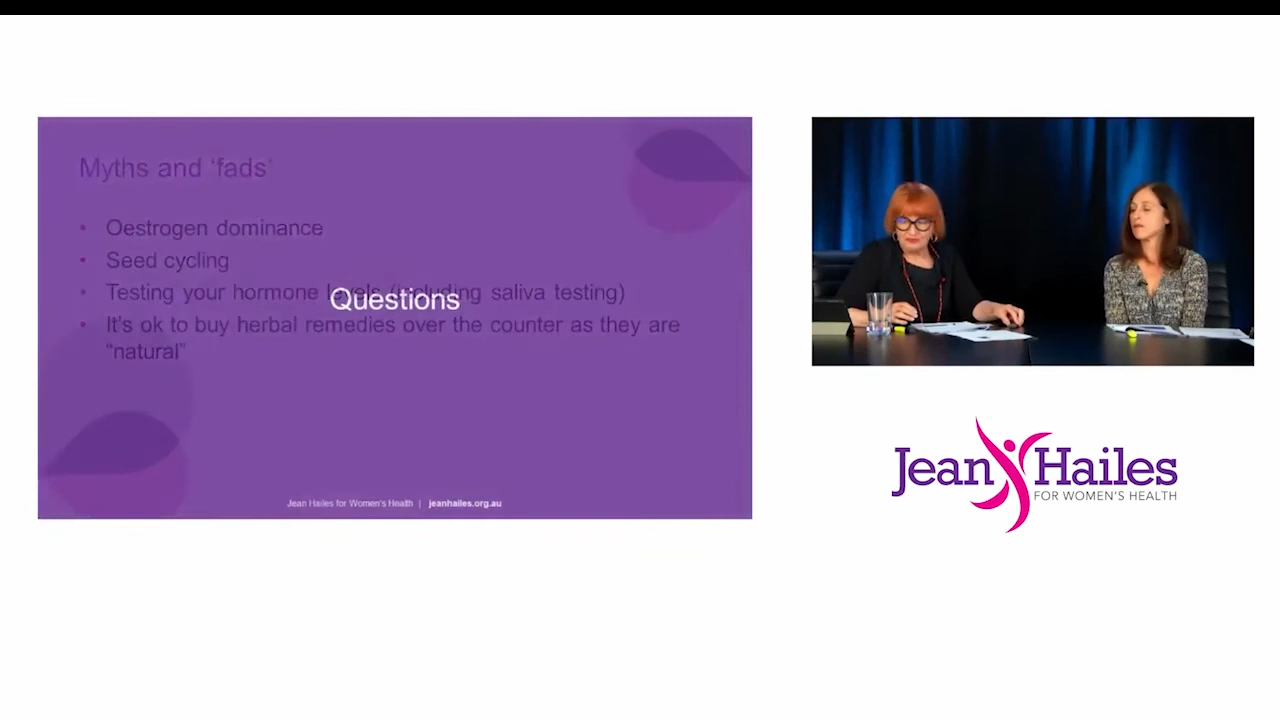 Myths and ‘fads’
• Oestrogen dominance
• Seed cycling
• Testing your hormone levels (including saliva testing)
Questions
• It's ok to buy herbal remedies over the counter as they are
“natural”
Jean Hailes for Women's Health | jeanhailes.org.au
Jean Hailes
FOR WOMEN'S HEALTH